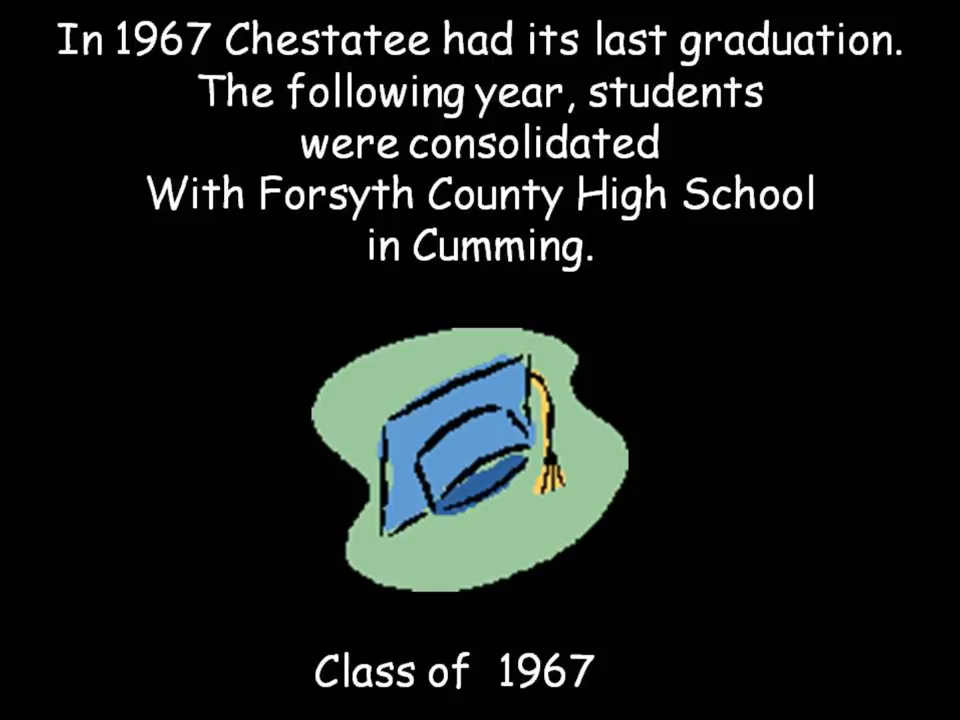 In 1967 Chestatee had its last graduation.
The following year, students
were consolidated
With Forsyth County High School
in Cumming.
Class of 1967